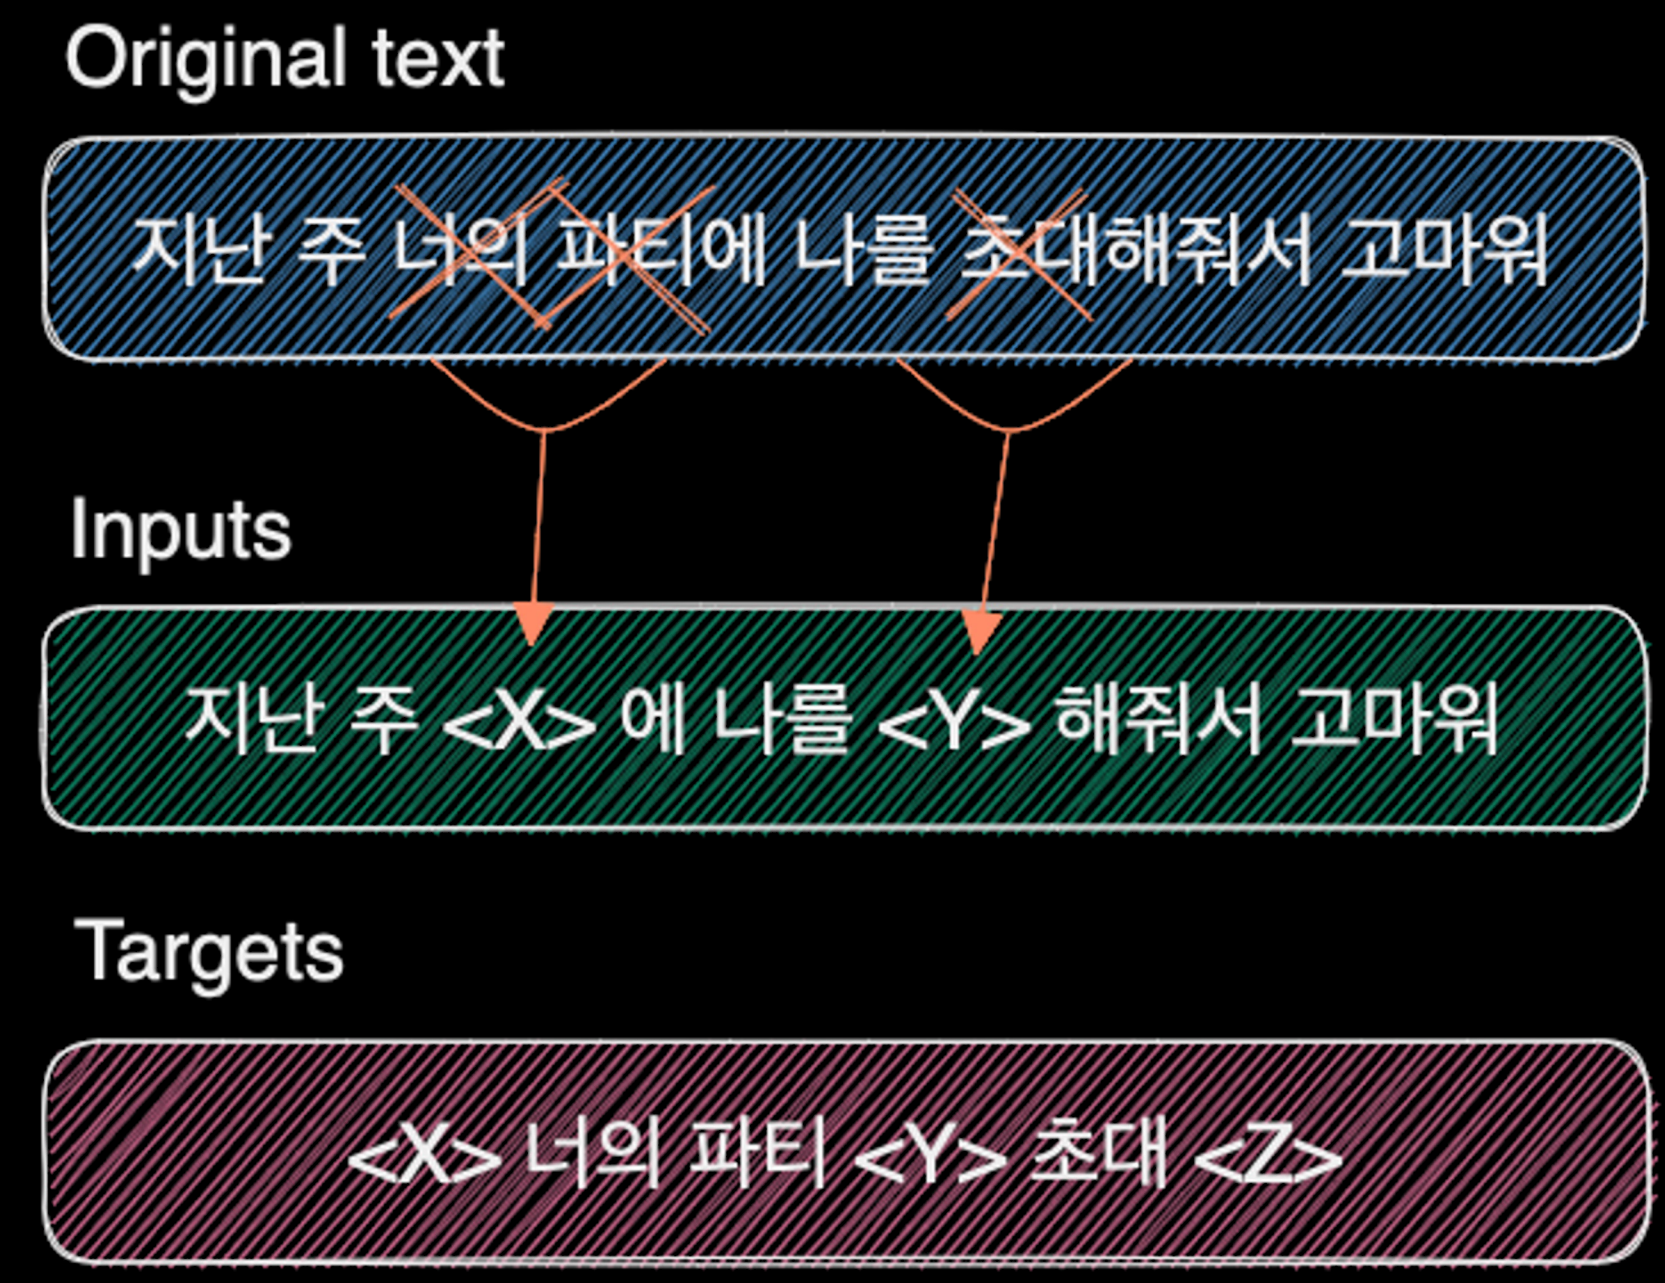 Original text
지난 주 너의 파티에 나를 초대해줘서 고마워
Inputs
지난 주 <X> 에 나를 <Y> 해줘서 고마워
Targets
<X> 너의 파티 <Y> 초대 <Z>